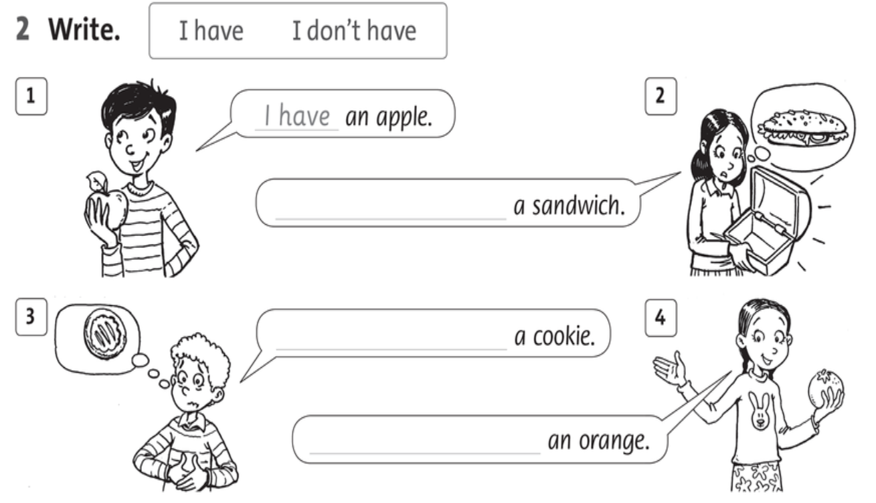 2 Write.
I have I don't have
1
I have an apple.
2
a sandwich.
3
a cookie.
4
an orange.